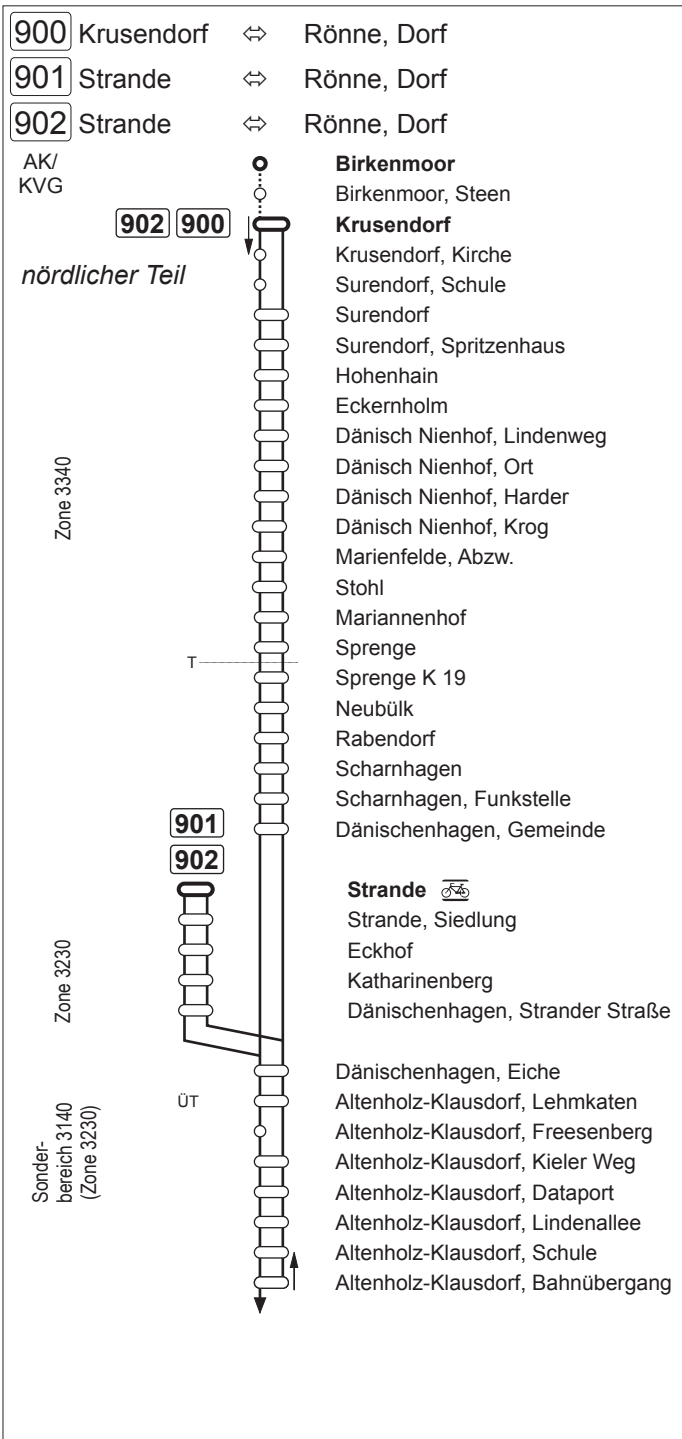 900 Krusendorf ⇔ Rönne, Dorf
901 Strande ⇔ Rönne, Dorf
902 Strande ⇔ Rönne, Dorf
AK/
KVG
Birkenmoor
Birkenmoor, Steen
902 900 Krusendorf
Krusendorf, Kirche
nördlicher Teil
Surendorf, Schule
Surendorf
Surendorf, Spritzenhaus
Hohenhain
Eckernholm
Dänisch Nienhof, Lindenweg
Dänisch Nienhof, Ort
Zone 3340
Dänisch Nienhof, Harder
Dänisch Nienhof, Krog
Marienfelde, Abzw.
Stohl
Mariannenhof
Sprenge
T
Sprenge K 19
Neubülk
Rabendorf
Scharnhagen
Scharnhagen, Funkstelle
901
Dänischenhagen, Gemeinde
902
Strande
Strande, Siedlung
Eckhof
Zone 3230
Katharinenberg
Dänischenhagen, Strander Straße
Dänischenhagen, Eiche
ÜT
Altenholz-Klausdorf, Lehmkaten
Altenholz-Klausdorf, Freesenberg
Sonder-
bereich 3140
(Zone 3230)
Altenholz-Klausdorf, Kieler Weg
Altenholz-Klausdorf, Dataport
Altenholz-Klausdorf, Lindenallee
Altenholz-Klausdorf, Schule
Altenholz-Klausdorf, Bahnübergang